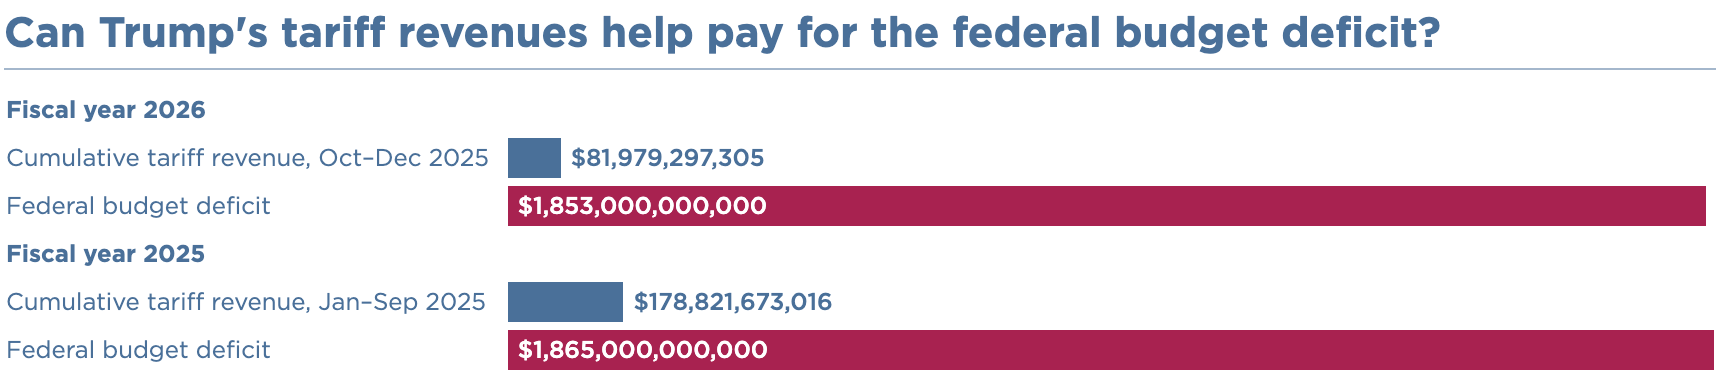 Can Trump's tariff revenues help pay for the federal budget deficit?
Fiscal year 2026
Cumulative tariff revenue, Oct–Dec 2025 $81,979,297,305
Federal budget deficit $1,853,000,000,000
Fiscal year 2025
Cumulative tariff revenue, Jan–Sep 2025 $178,821,673,016
Federal budget deficit $1,865,000,000,000